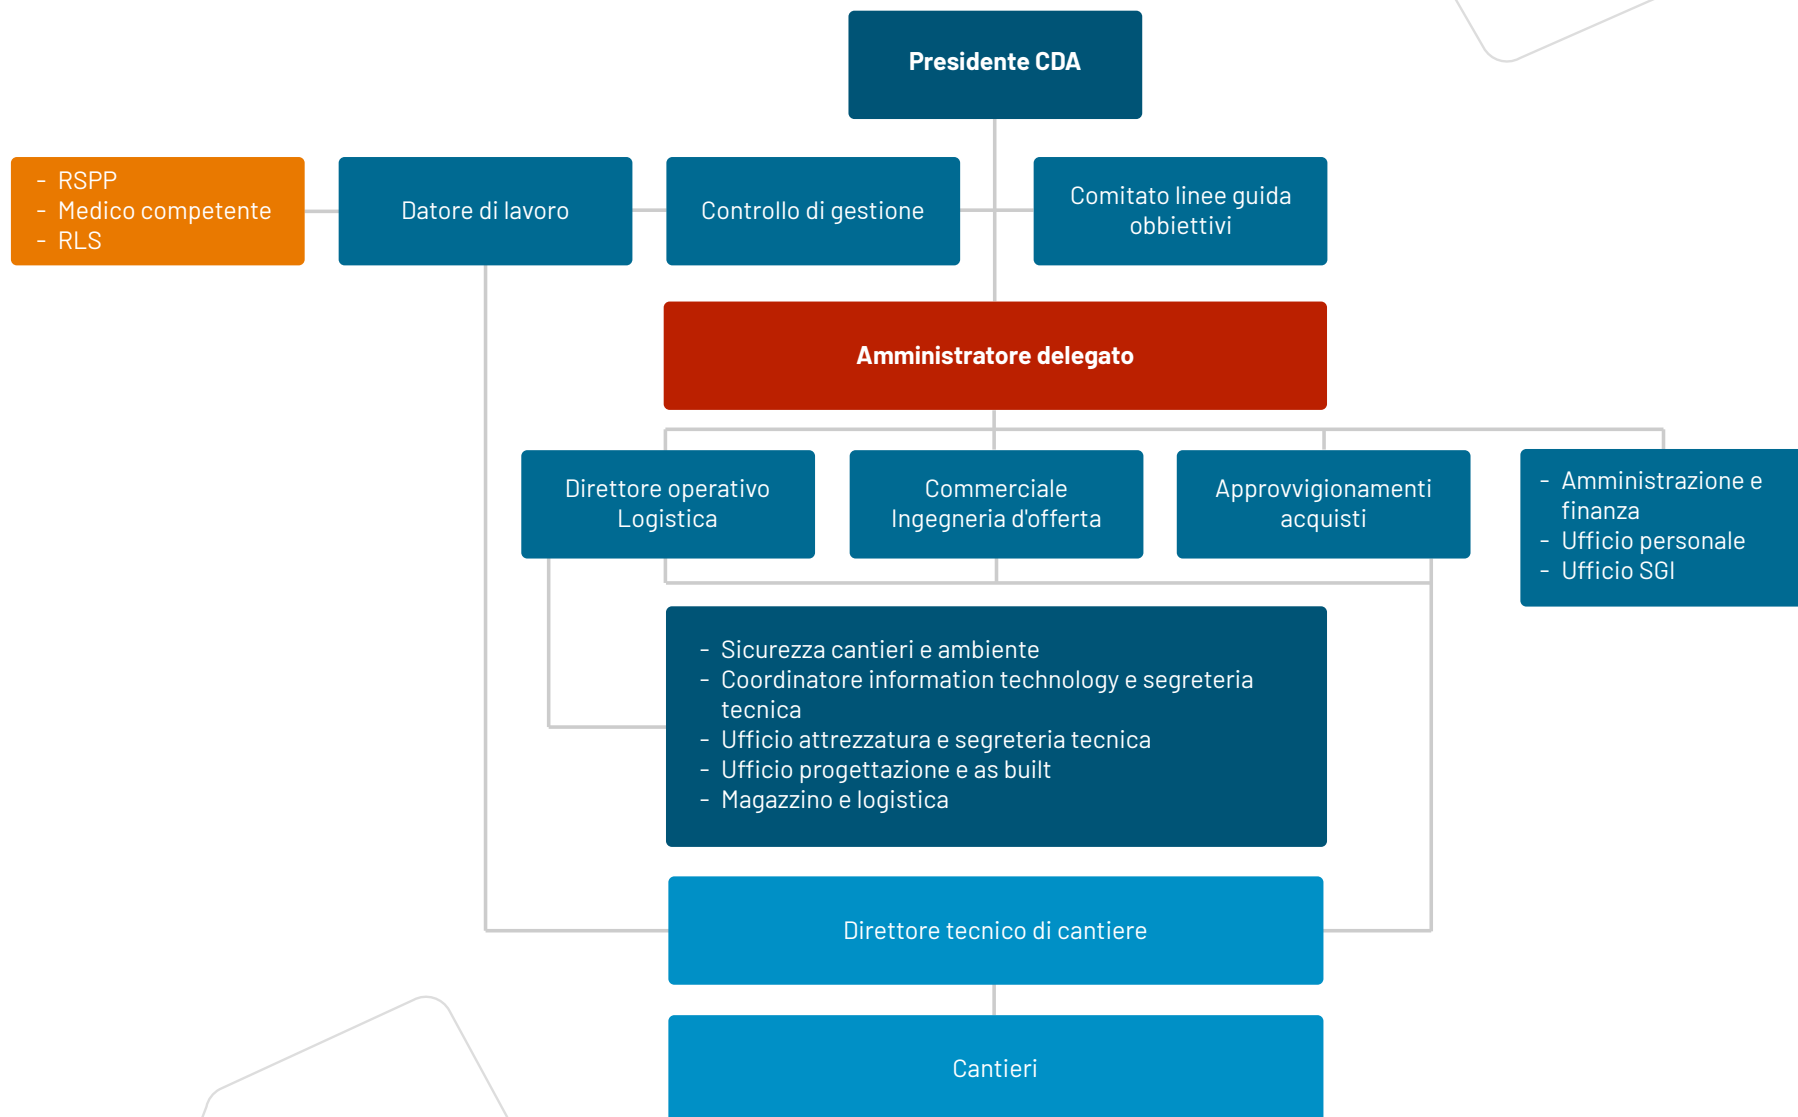 Presidente CDA
- RSPP
- Medico competente
- RLS
Datore di lavoro
Controllo di gestione
Comitato linee guida
obbiettivi
Amministratore delegato
Direttore operativo
Logistica
Commerciale
Ingegneria d'offerta
Approvvigionamenti
acquisti
- Amministrazione e
finanza
- Ufficio personale
- Ufficio SGI
- Sicurezza cantieri e ambiente
- Coordinatore information technology e segreteria
tecnica
- Ufficio attrezzatura e segreteria tecnica
- Ufficio progettazione e as built
- Magazzino e logistica
Direttore tecnico di cantiere
Cantieri